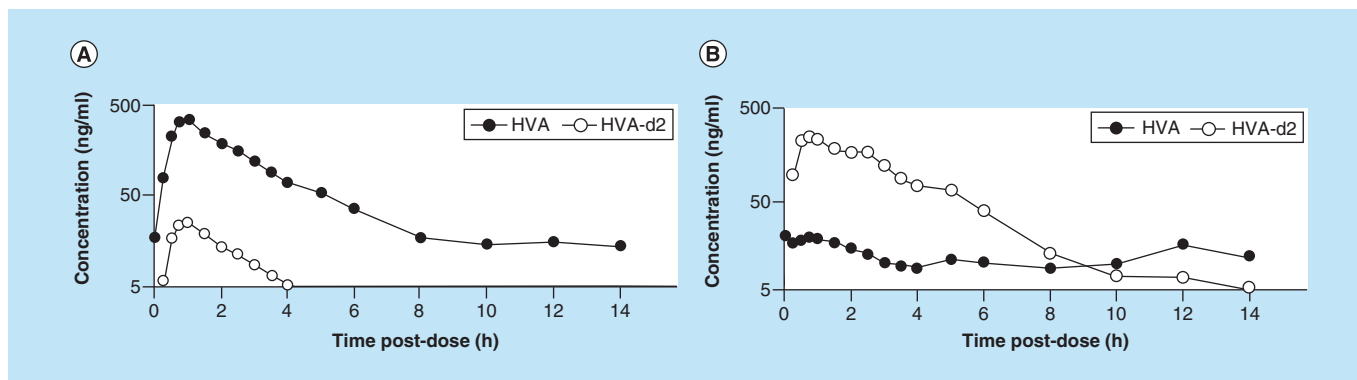 A
Concentration (ng/ml)
500
50
5
HVA HVA-d2
0 2 4 6 8 10 12 14
Time post-dose (h)
B
Concentration (ng/ml)
500
50
5
HVA HVA-d2
0 2 4 6 8 10 12 14
Time post-dose (h)